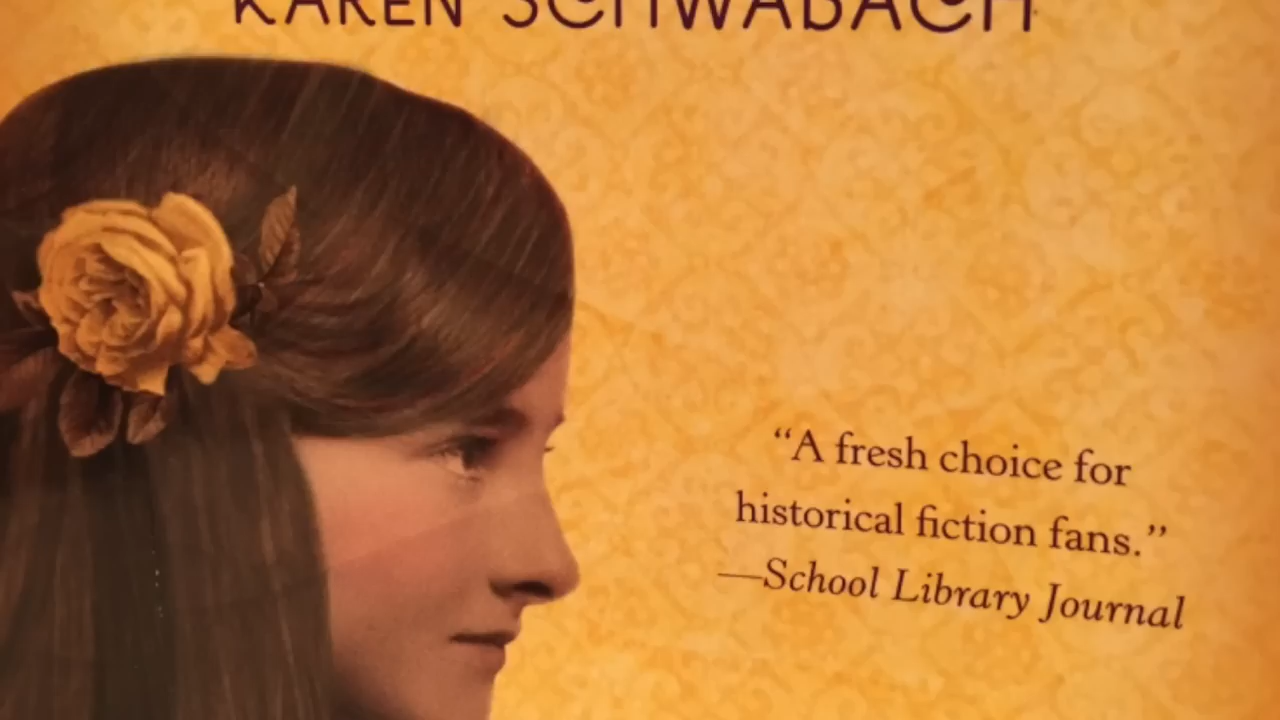 KAREN SCHWABACH
“A fresh choice for
historical fiction fans.”
—School Library Journal